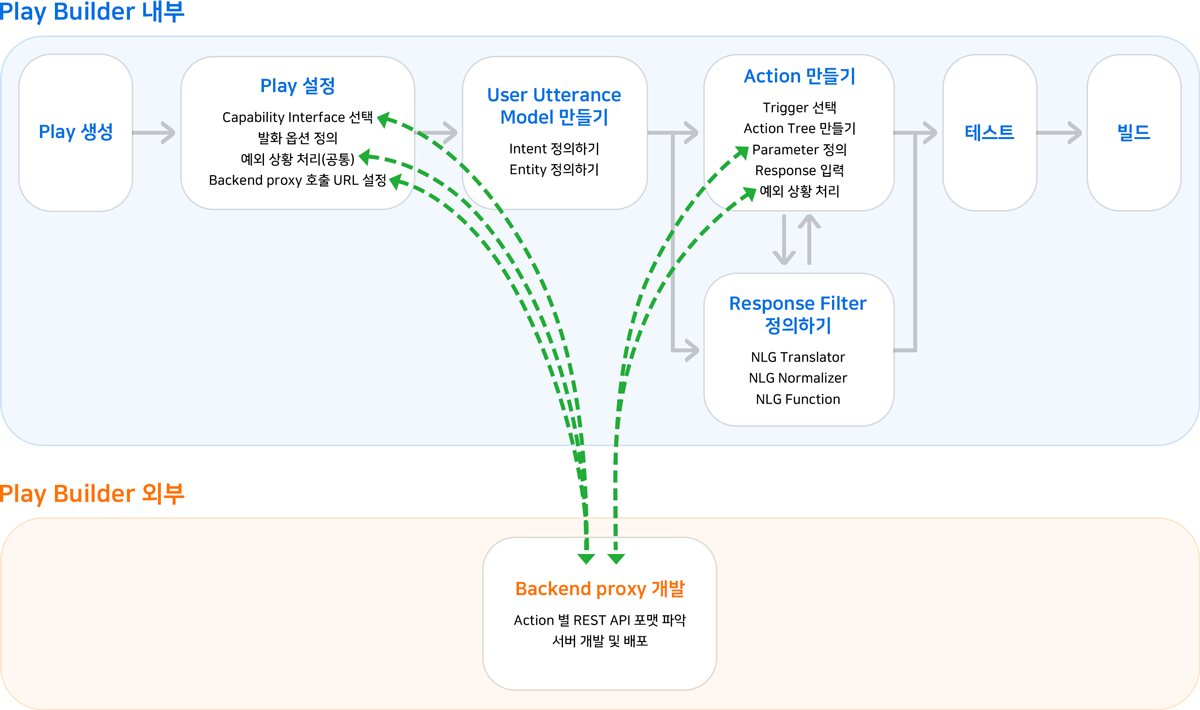 Play Builder 내부
Play 생성
Play 설정
Capability Interface 선택
발화 옵션 정의
예외 상황 처리(공통)
Backend proxy 호출 URL 설정
User Utterance
Model 만들기
Intent 정의하기
Entity 정의하기
Action 만들기
Trigger 선택
Action Tree 만들기
Parameter 정의
Response 입력
예외 상황 처리
Response Filter
정의하기
NLG Translator
NLG Normalizer
NLG Function
테스트
빌드
Play Builder 외부
Backend proxy 개발
Action 별 REST API 포맷 파악
서버 개발 및 배포